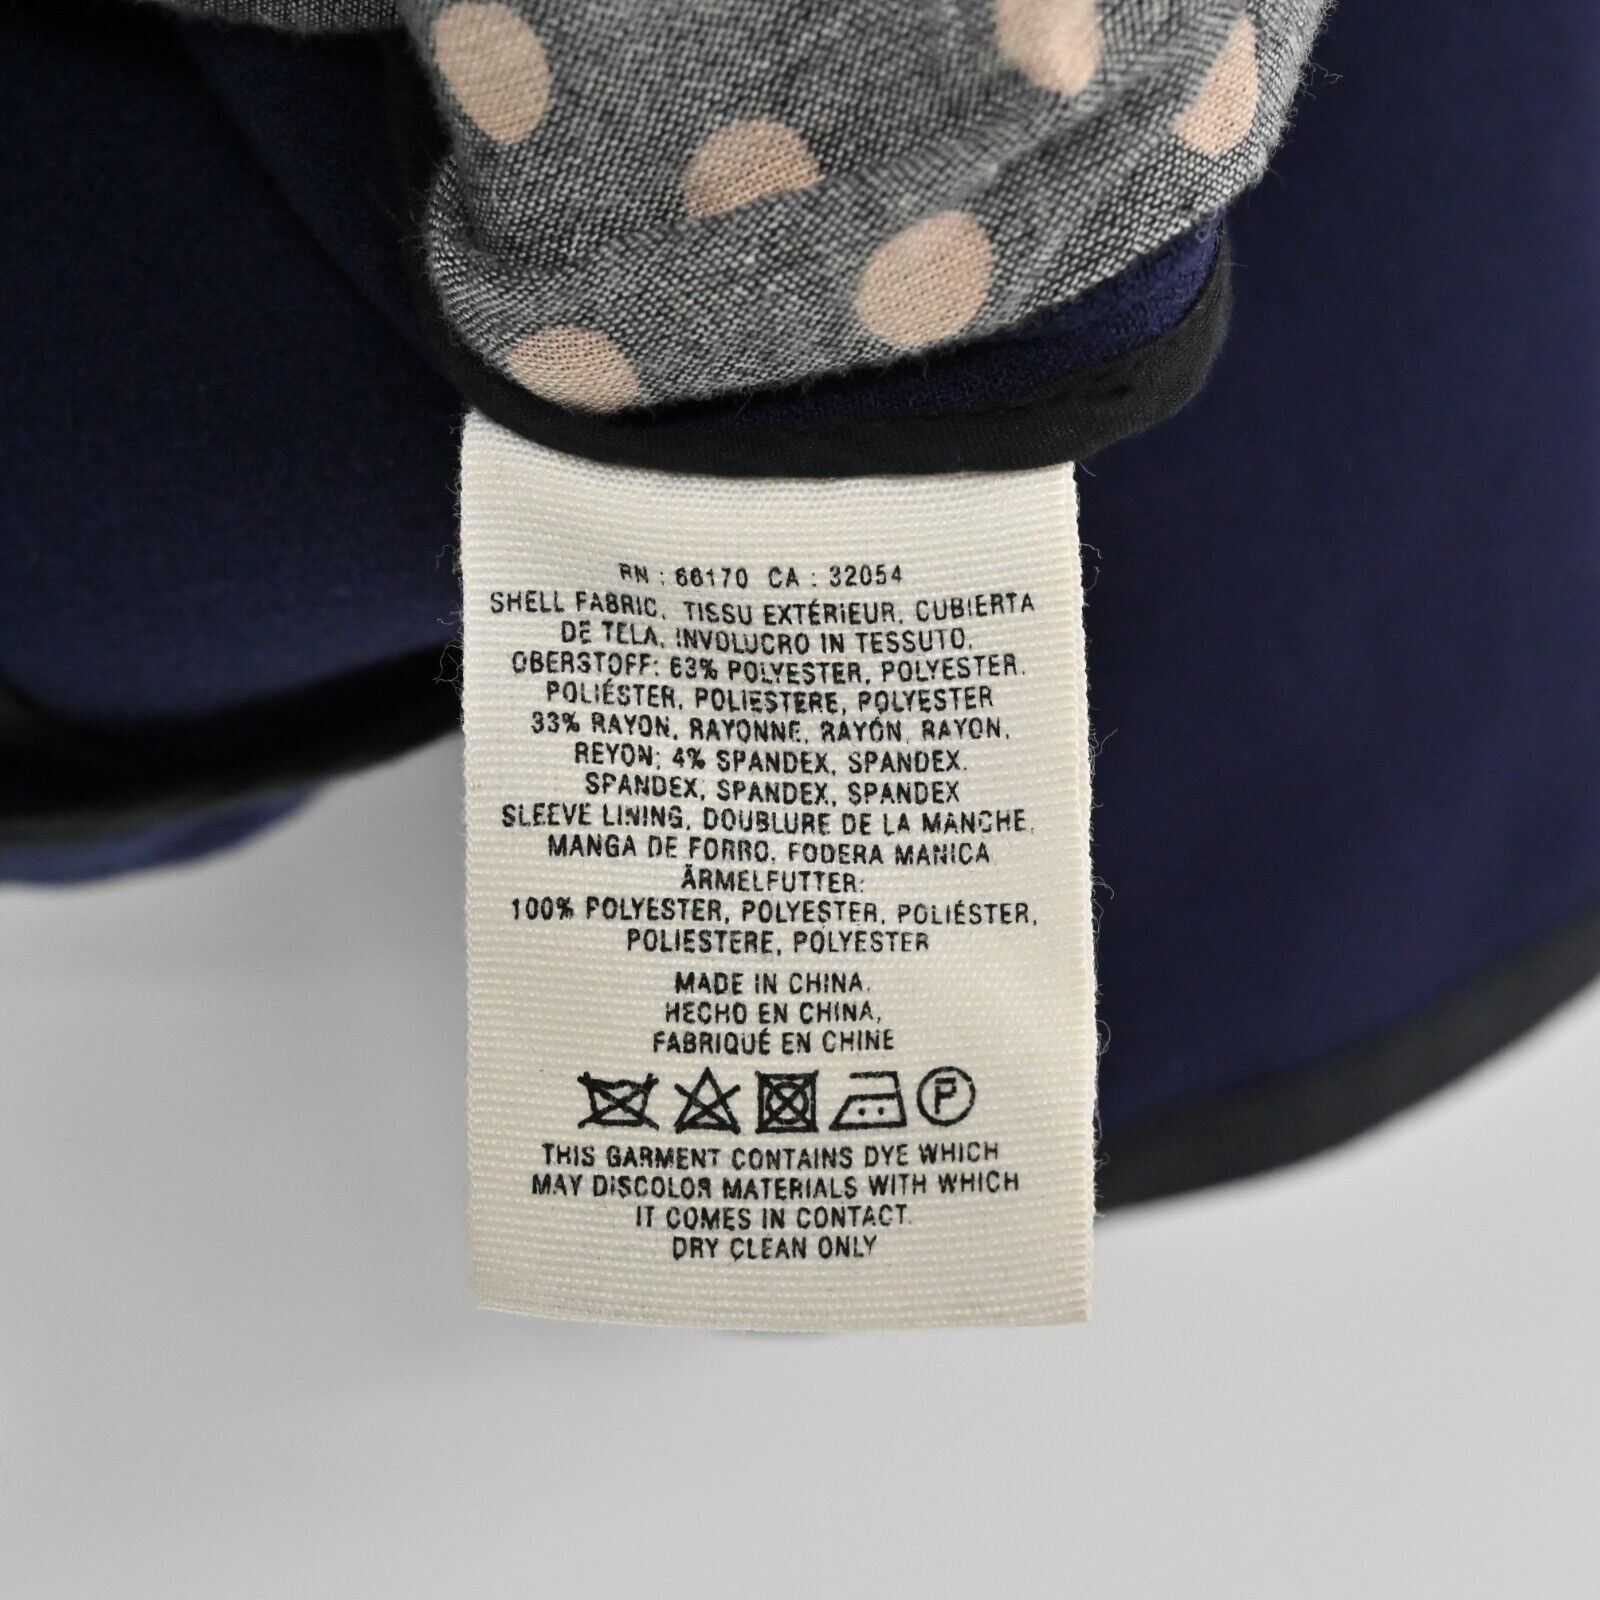 RN : 66170 CA : 32054
SHELL FABRIC, TISSU EXTÉRIEUR, CUBIERTA
DE TELA, INVOLUCRO IN TESSUTO,
OBERSTOFF: 63% POLYESTER, POLYESTER,
POLIÉSTER, POLIESTERE, POLYESTER
33% RAYON, RAYONNE, RAYÓN, RAYON,
REYON; 4% SPANDEX, SPANDEX,
SPANDEX, SPANDEX, SPANDEX
SLEEVE LINING, DOUBLURE DE LA MANCHE,
MANGA DE FORRO, FODERA MANICA
ÄRMELFUTTER:
100% POLYESTER, POLYESTER, POLIÉSTER,
POLIESTERE, POLYESTER
MADE IN CHINA,
HECHO EN CHINA,
FABRIQUÉ EN CHINE
P
THIS GARMENT CONTAINS DYE WHICH
MAY DISCOLOR MATERIALS WITH WHICH
IT COMES IN CONTACT.
DRY CLEAN ONLY